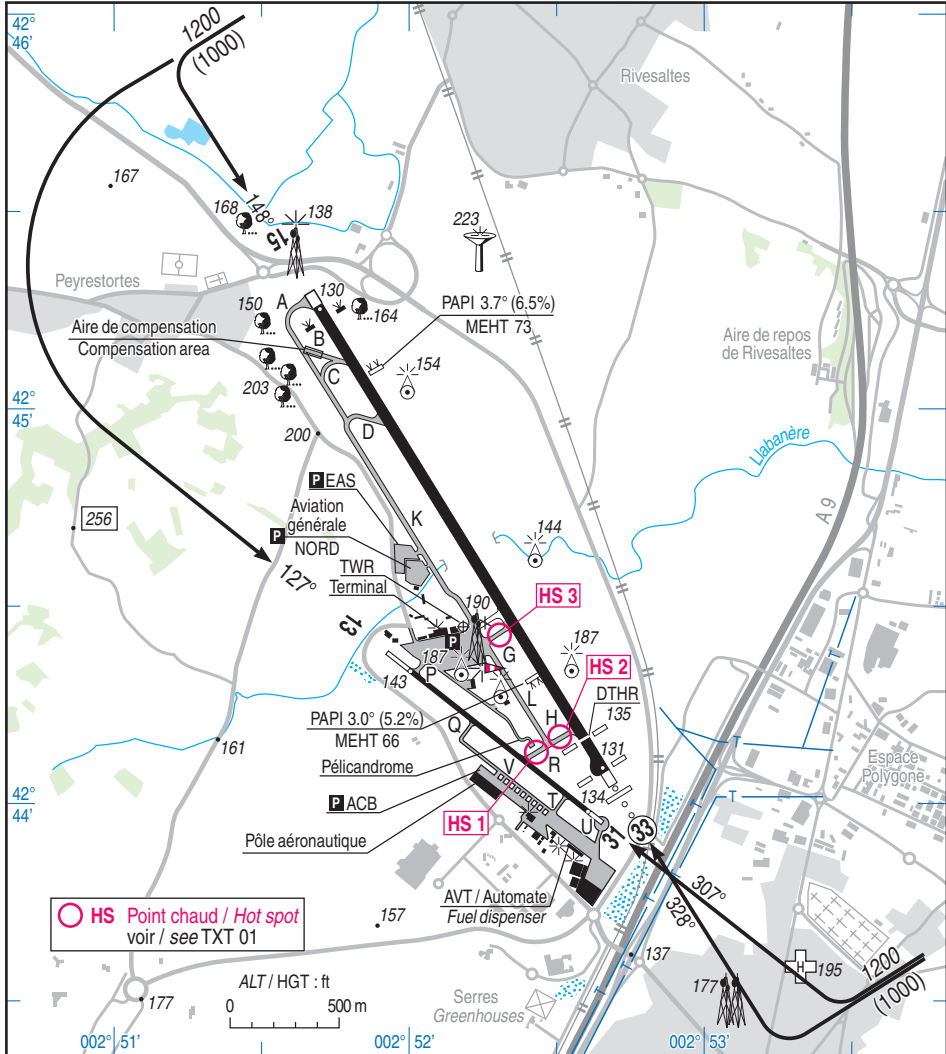 42°
46'
1200
(1000)
Rivesaltes
167
168
148°
15
138
223
Peyrestortes
A
130
164
PAPI 3.7° (6.5%)
MEHT 73
150
B
Aire de compensation
Compensation area
Aire de repos
de Rivesaltes
C
154
203
42°
45'
200
D
Llabanère
P EAS
A 9
256
K
Aviation
générale
P
NORD
144
127°
TWR
Terminal
190
HS 3
13
P
G
187
187
HS 2
143
P
L
DTHR
135
H
PAPI 3.0° (5.2%)
MEHT 66
Q
131
161
Pélicandrome
R
Espace
Polygone
V
T
T
T
T
P ACB
HS 1
T
134
42°
44'
U
Pôle aéronautique
31
33
307°
328°
AVT / Automate
Fuel dispenser
HS Point chaud / Hot spot
voir / see TXT 01
157
137
H
195
1200
(1000)
177
ALT / HGT : ft
177
0 500 m
Serres
Greenhouses
T
002° 51'
002° 52'
002° 53'